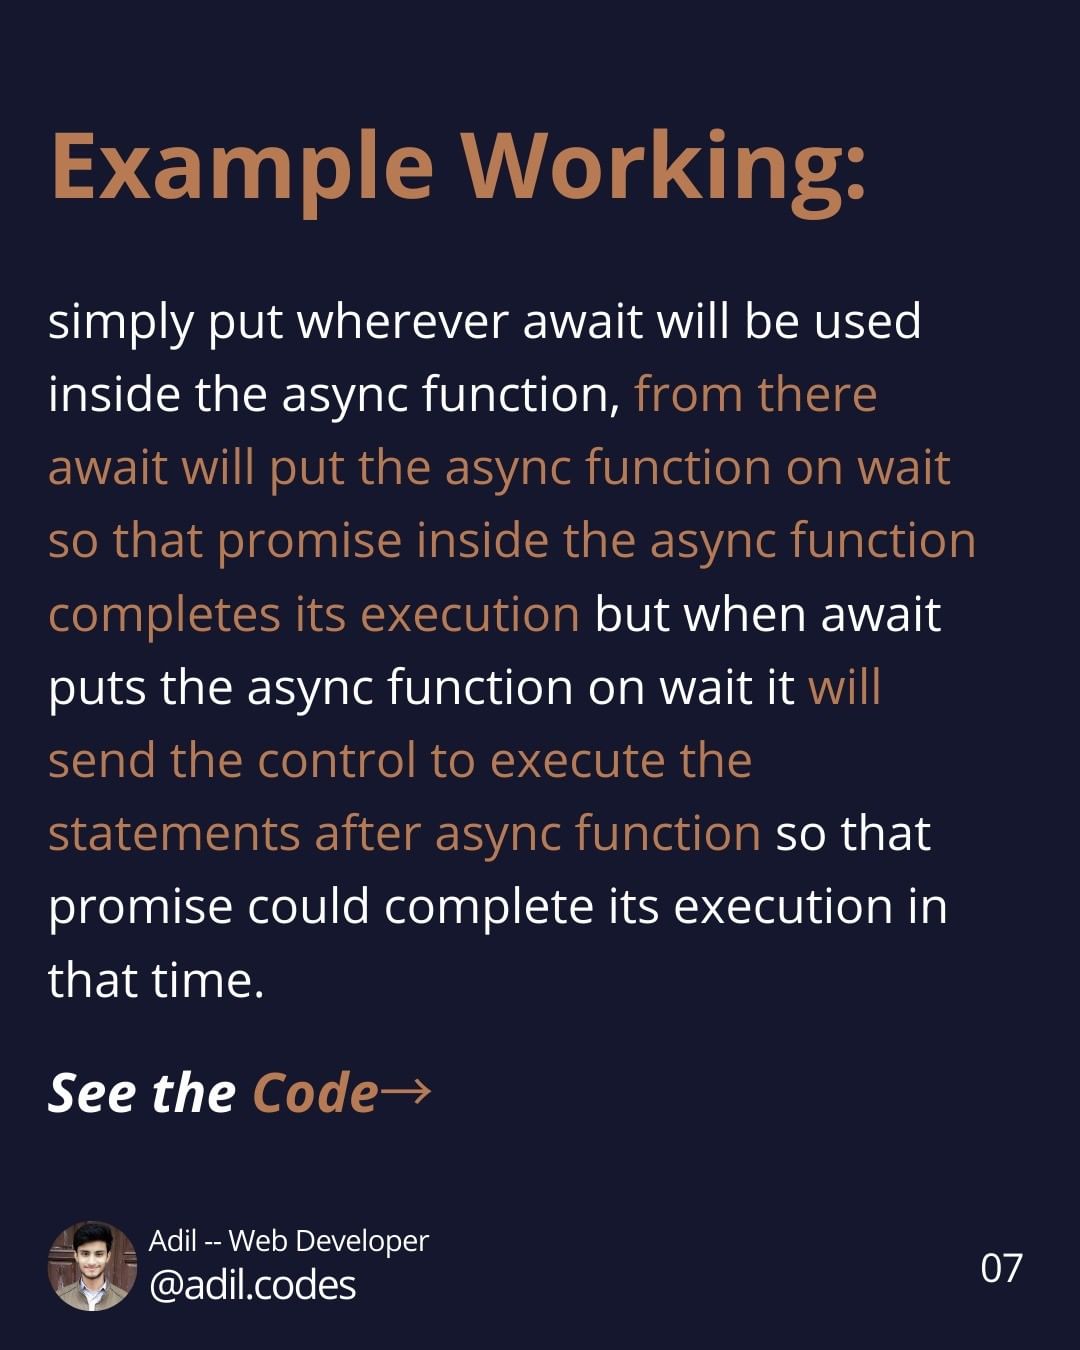 Example Working:
simply put wherever await will be used
inside the async function, from there
await will put the async function on wait
so that promise inside the async function
completes its execution but when await
puts the async function on wait it will
send the control to execute the
statements after async function so that
promise could complete its execution in
that time.
See the Code→
Adil -- Web Developer
@adil.codes
07